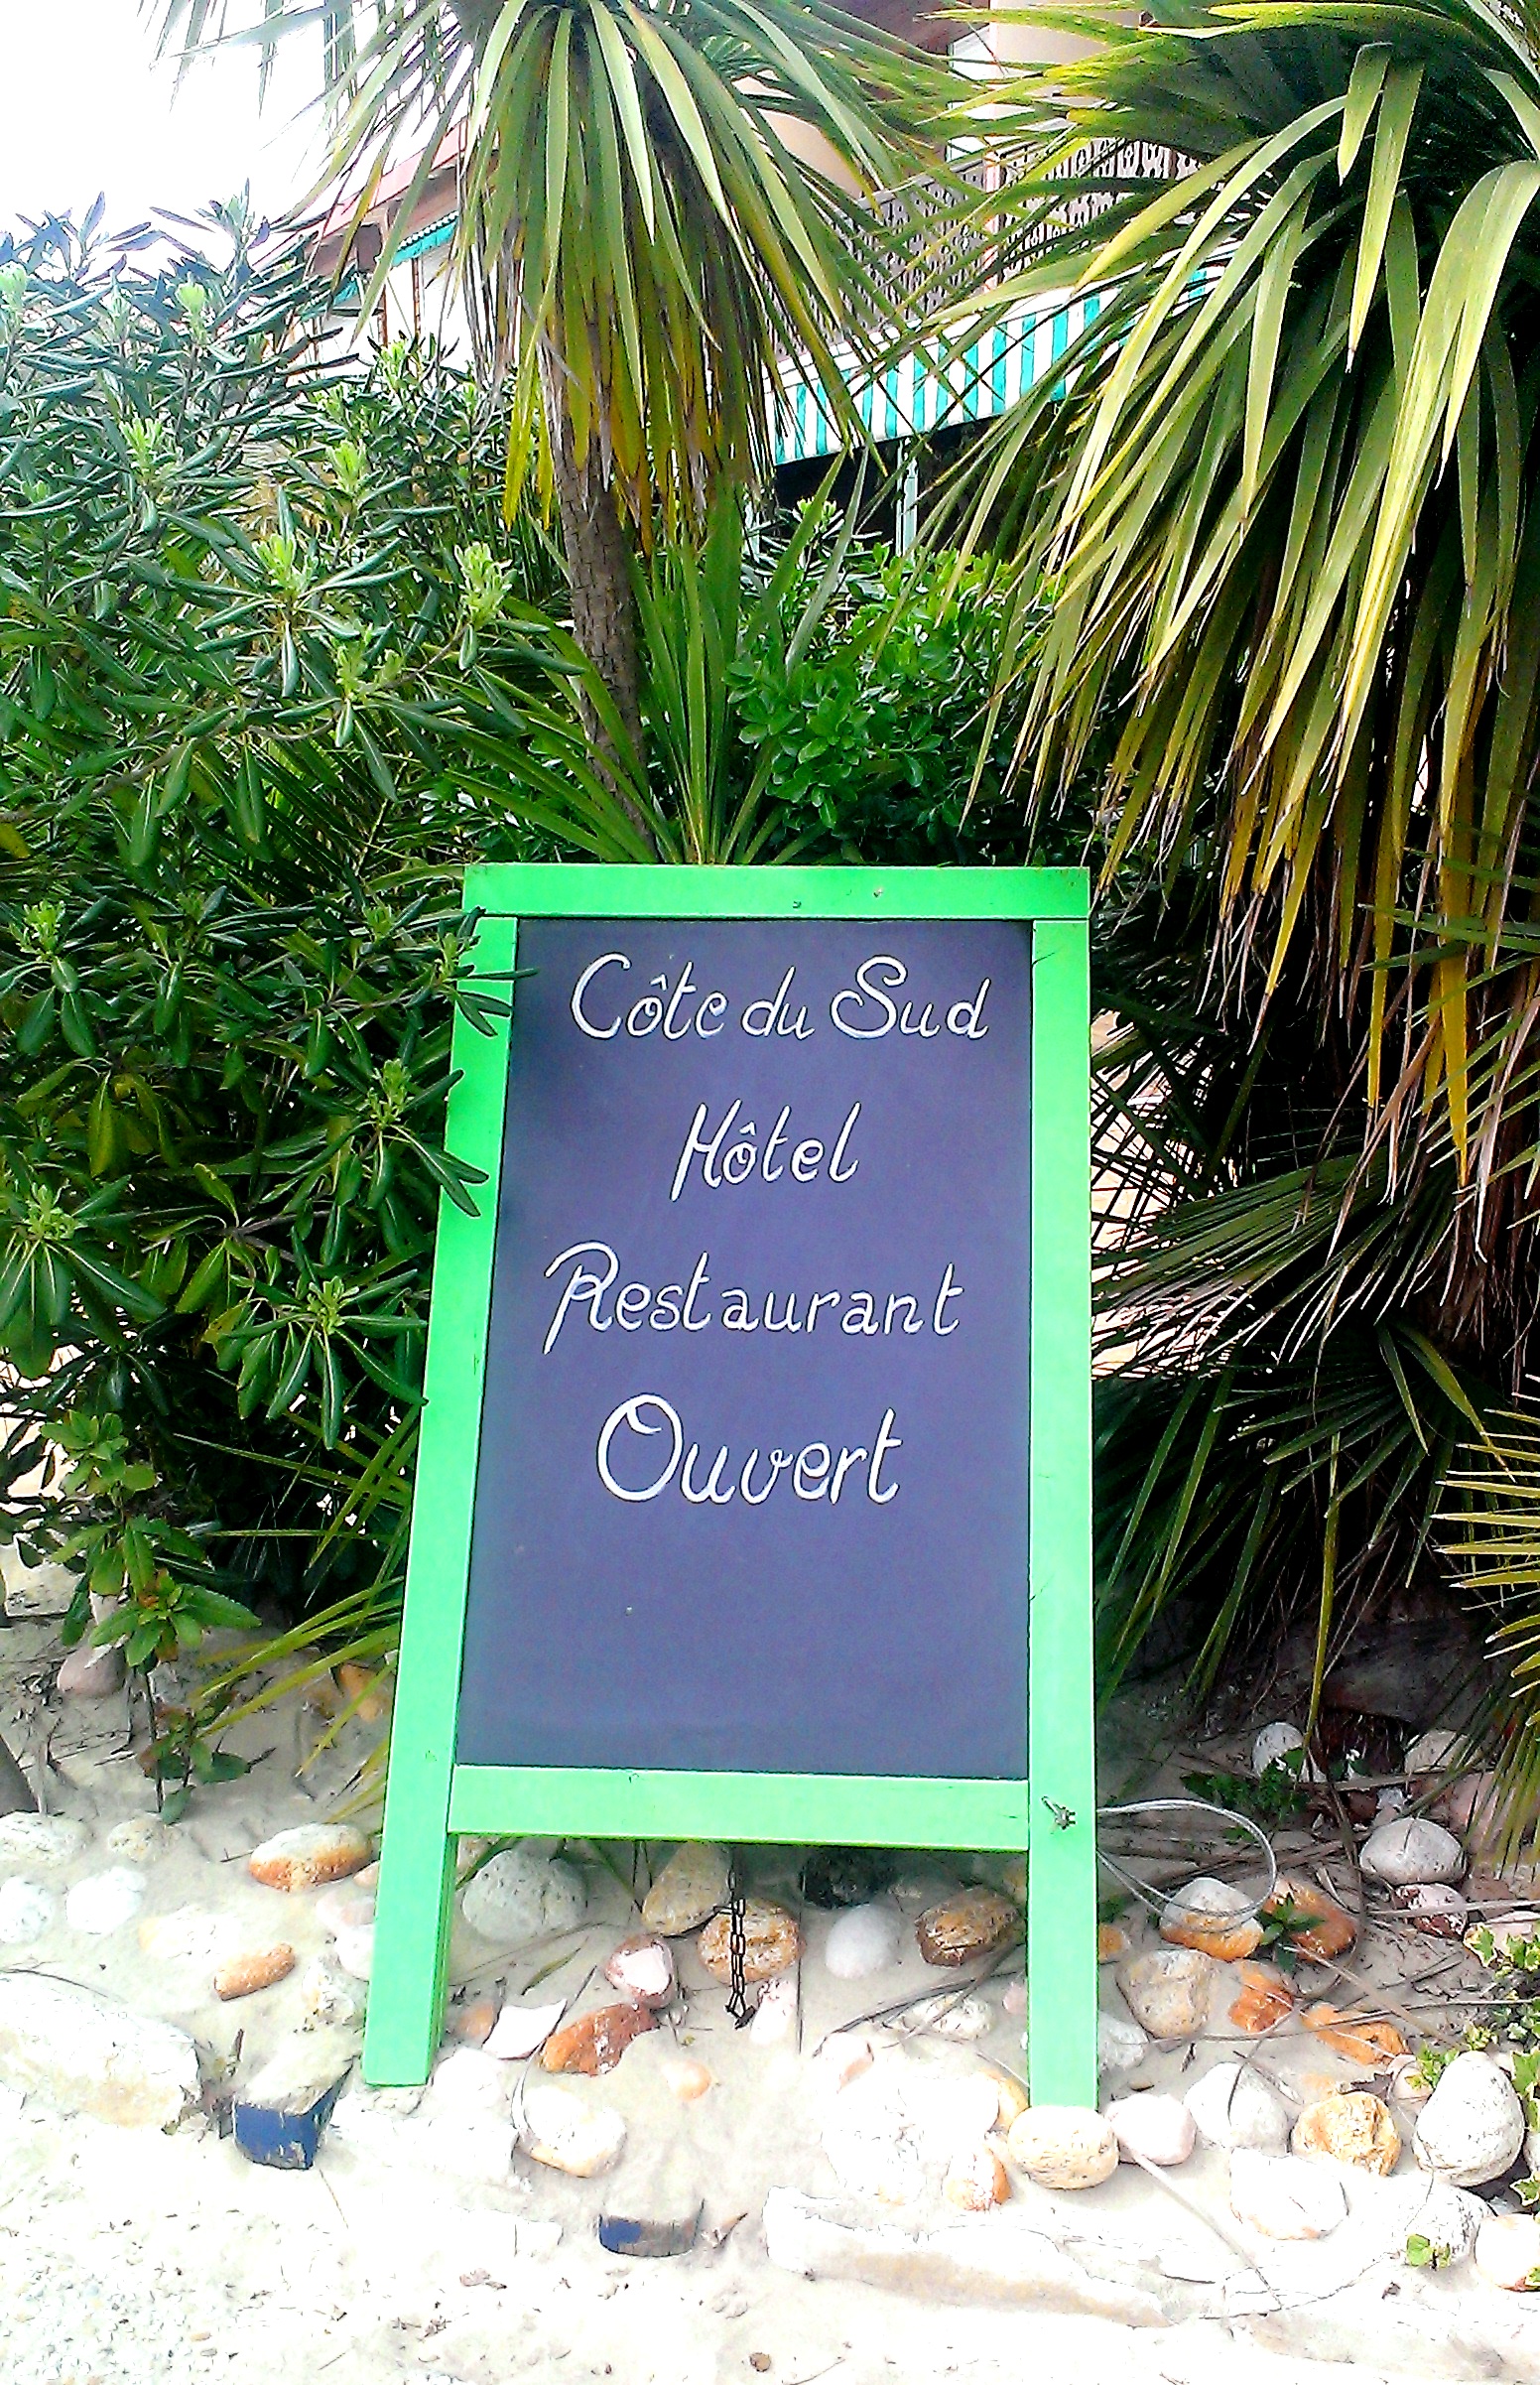 Côte du Sud
Hôtel
Restaurant
Ouvert